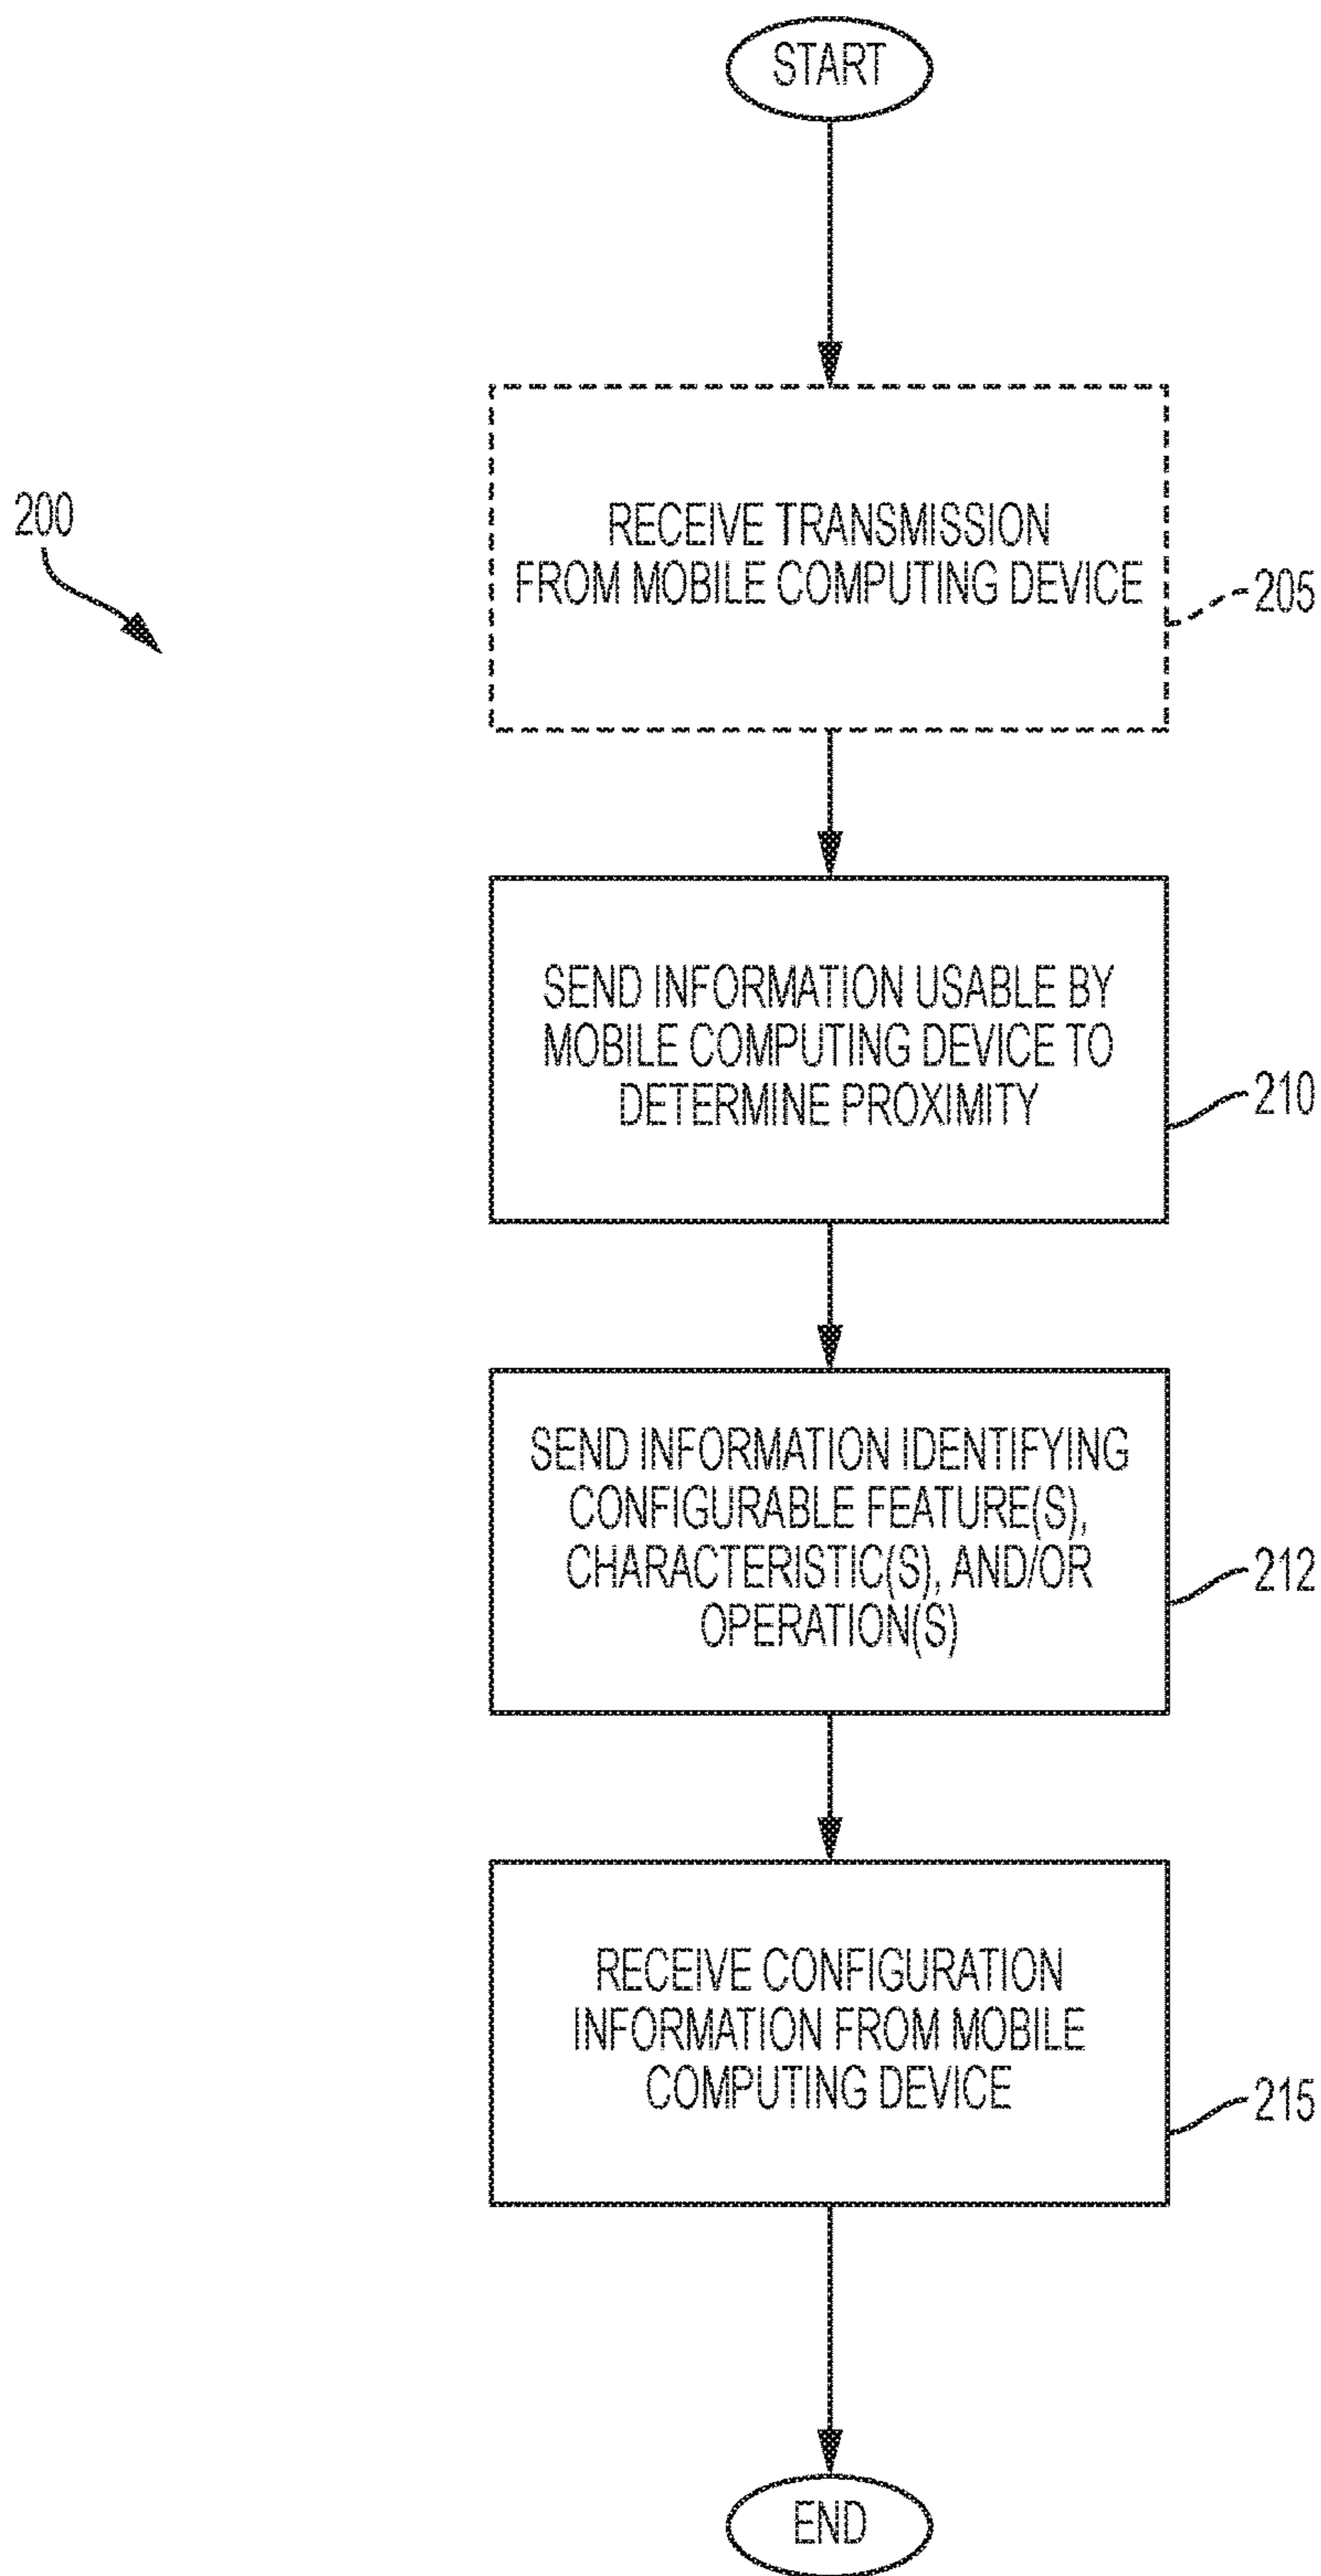 START
200
RECEIVE TRANSMISSION
FROM MOBILE COMPUTING DEVICE
205
SEND INFORMATION USABLE BY
MOBILE COMPUTING DEVICE TO
DETERMINE PROXIMITY
210
SEND INFORMATION IDENTIFYING
CONFIGURABLE FEATURE(S),
CHARACTERISTIC(S), AND/OR
OPERATION(S)
212
RECEIVE CONFIGURATION
INFORMATION FROM MOBILE
COMPUTING DEVICE
215
END